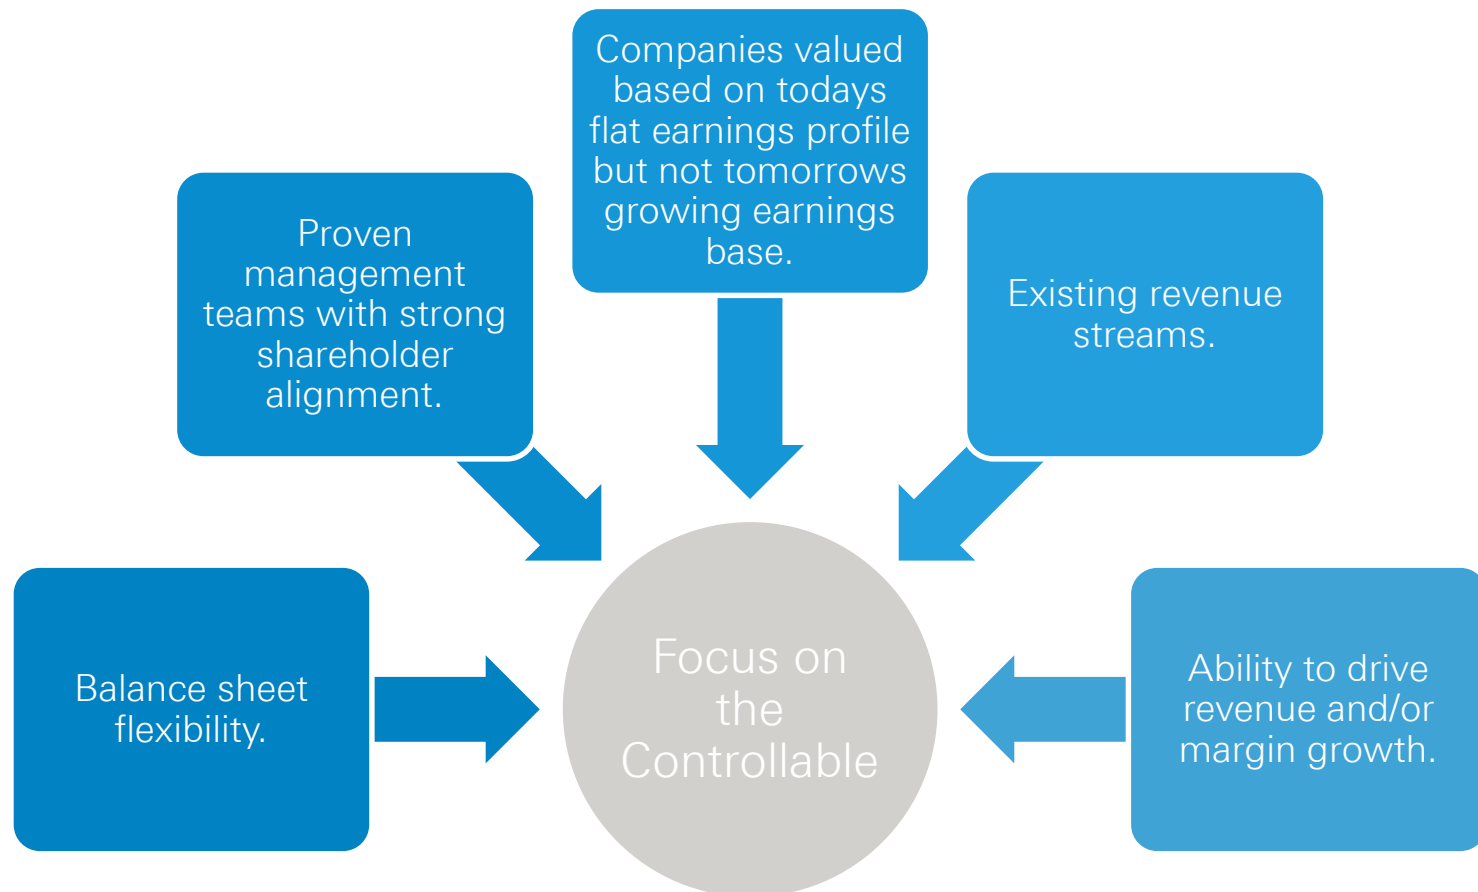 Companies valued
based on todays
flat earnings profile
but not tomorrows
growing earnings
base.
Proven
management
teams with strong
shareholder
alignment.
Existing revenue
streams.
Balance sheet
flexibility.
Focus on
the
Controllable
Ability to drive
revenue and/or
margin growth.